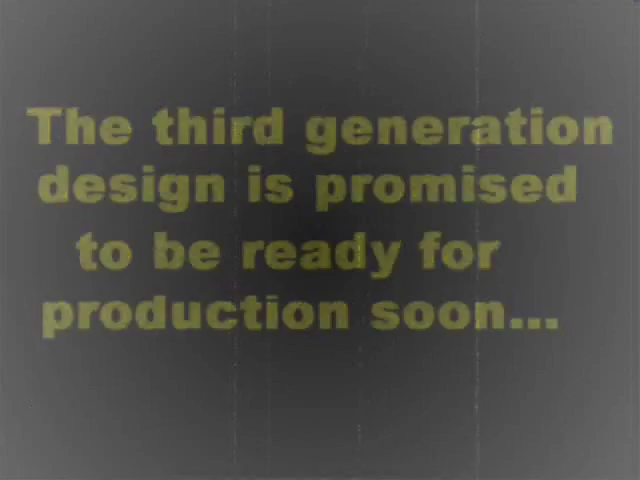 The third generation
design is promised
to be ready for
production soon...